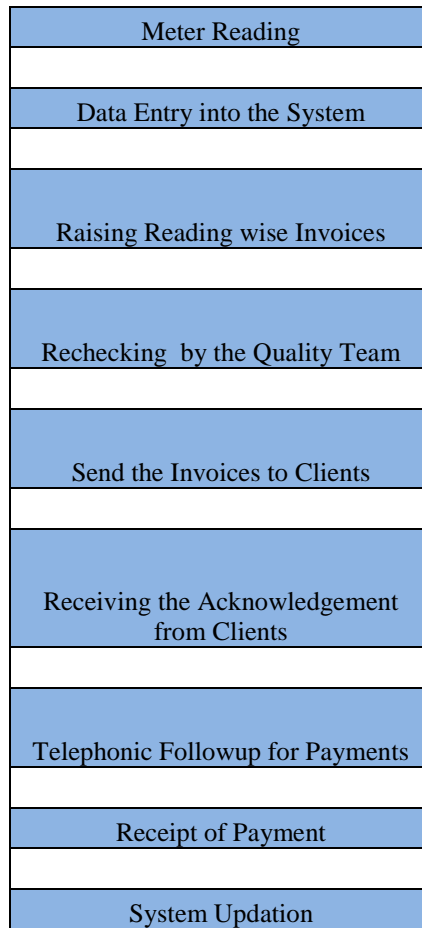 Meter Reading
Data Entry into the System
Raising Reading wise Invoices
Rechecking by the Quality Team
Send the Invoices to Clients
Receiving the Acknowledgement
from Clients
Telephonic Followup for Payments
Receipt of Payment
System Updation